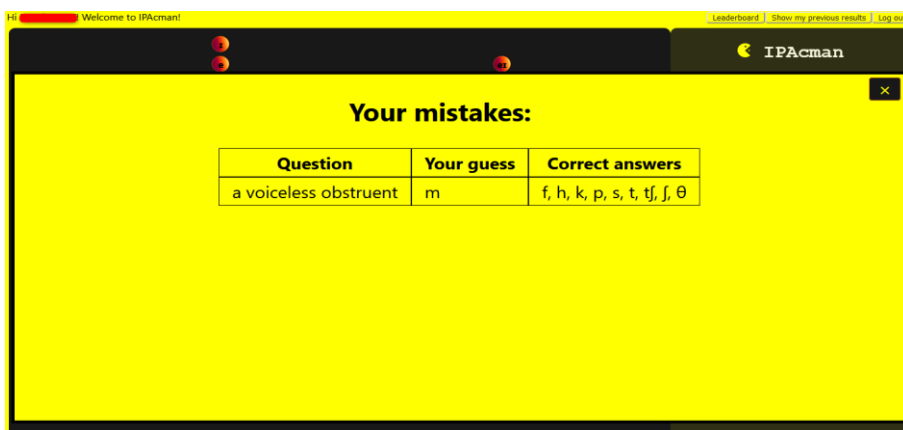 Hi ! Welcome to IPAcman!
Leaderboard Show my previous results Log ou
ɪ
e
eɪ
IPAcman
×
Your mistakes:
Question Your guess Correct answers
a voiceless obstruent m f, h, k, p, s, t, tʃ, ʃ, θ